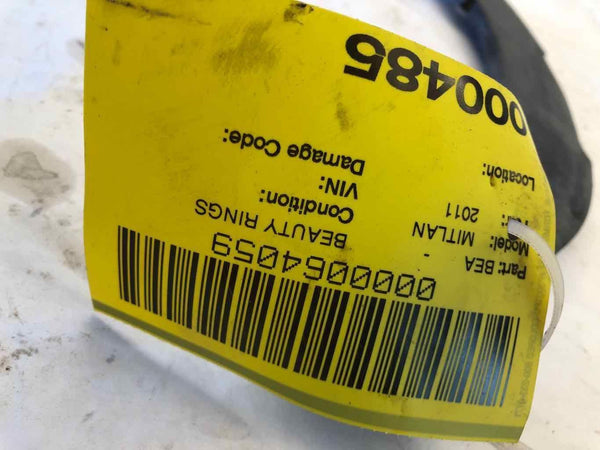 0000064059
Part: BEA
BEAUTY RINGS
Model: MITLAN
2011
Condition:
VIN:
Location:
Damage Code:
000485